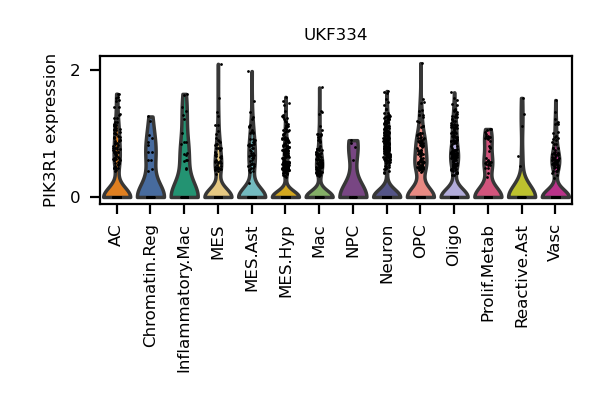 UKF334
PIK3R1 expression
2
0
AC
Chromatin.Reg
Inflammatory.Mac
MES
MES.Ast
MES.Hyp
Mac
NPC
Neuron
OPC
Oligo
Prolif.Metab
Reactive.Ast
Vasc